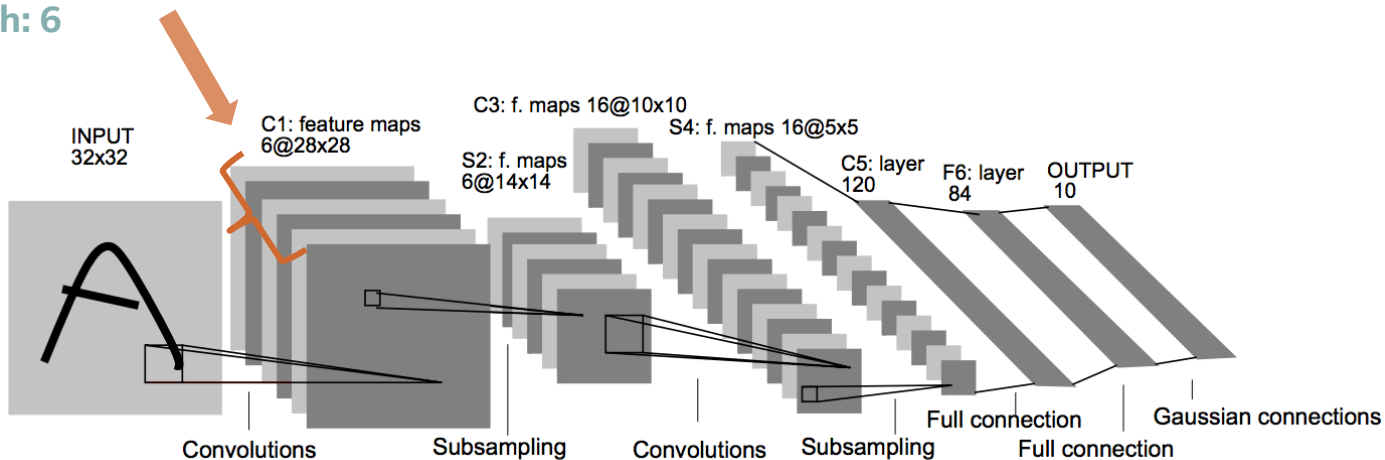 h: 6
INPUT
32x32
C1: feature maps
6@28x28
S2: f. maps
6@14x14
C3: f. maps 16@10x10
S4: f. maps 16@5x5
C5: layer
120
F6: layer
84
OUTPUT
10
Convolutions
Subsampling
Convolutions
Subsampling
Full connection
Full connection
Gaussian connections